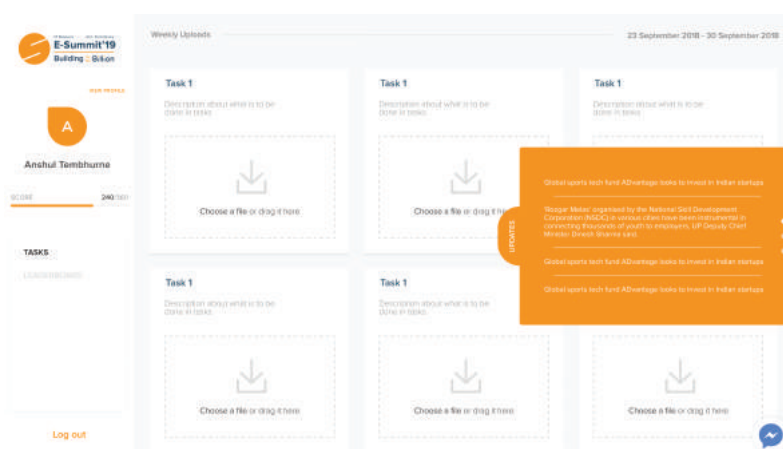 E-Summit'19
Building Billion
VIEW PROFILE
A
Anshul Tembhurne
SCORE 240
TASKS
LEADERBOARD
Log out
Weekly Uploads
23 September 2018 - 30 September 2018
Task 1
Description about what is to be
done in tasks
Choose a file or drag it here
Task 1
Description about what is to be
done in tasks
Choose a file or drag it he
Task 1
Description about what is to be
done in tasks
UPDATES
Global sports tech fund ADvantage looks to invest in Indian startups
'Rozgar Melas' organised by the National Skill Development
Corporation (NSDC) in various cities have been instrumental in
connecting thousands of youth to employers, UP Deputy Chief
Minister Dinesh Sharma said.
Global sports tech fund ADvantage looks to invest in Indian startups
Global sports tech fund ADvantage looks to invest in Indian startups
Task 1
Description about what is to be
done in tasks
Choose a file or drag it here
Task 1
Description about what is to be
done in tasks
Choose a file or drag it here
Choose a file or drag it here